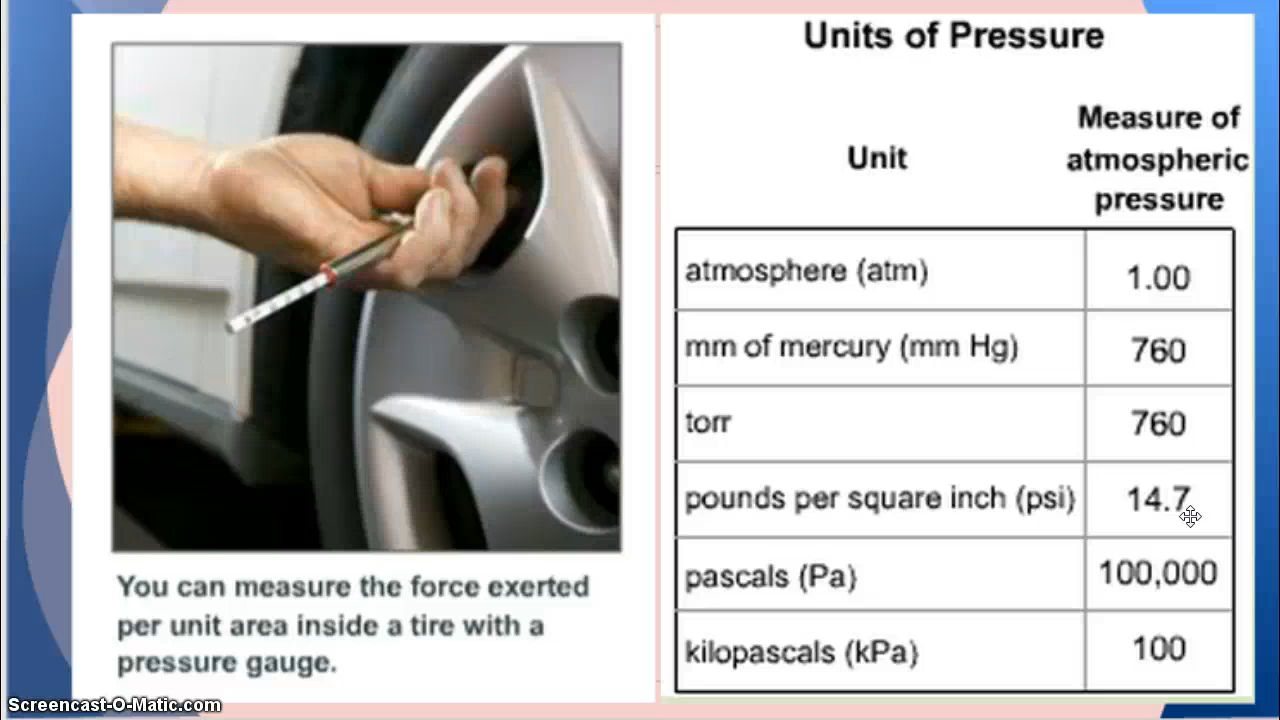 Units of Pressure
Unit
Measure of
atmospheric
pressure
atmosphere (atm) 1.00
mm of mercury (mm Hg) 760
torr 760
pounds per square inch (psi) 14.7
pascals (Pa) 100,000
kilopascals (kPa) 100
You can measure the force exerted
per unit area inside a tire with a
pressure gauge.
Screencast-O-Matic.com